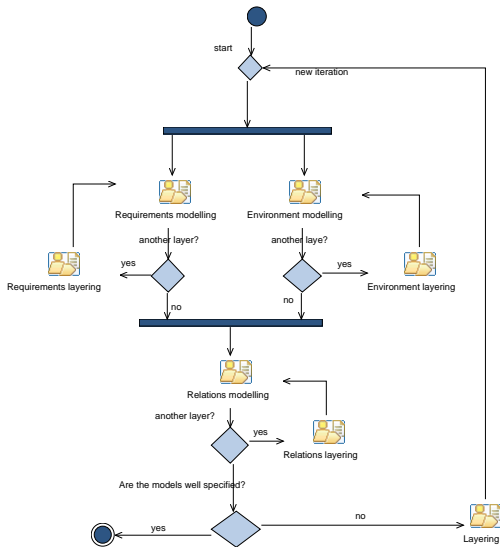 start
new iteration
Requirements modelling
Environment modelling
another layer?
another laye?
yes
yes
Requirements layering
Environment layering
no
no
Relations modelling
another layer?
yes
Relations layering
Are the models well specified?
yes
no
Layering